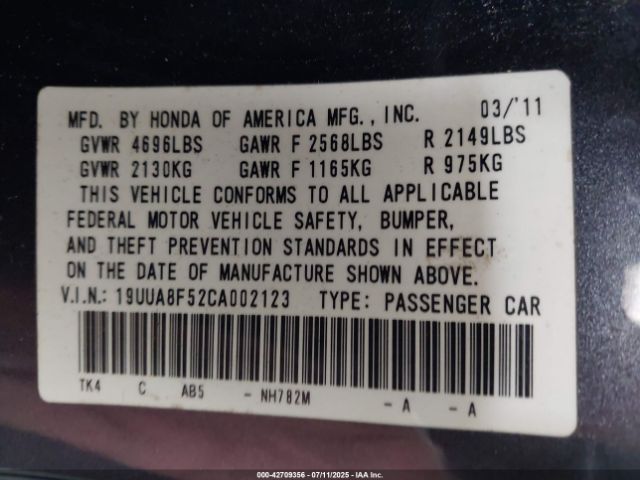 MFD. BY HONDA OF AMERICA MFG., INC. 03/'11
GVWR 4696LBS GAWR F 2568LBS R 2149LBS
GVWR 2130KG GAWR F 1165KG R 975KG
THIS VEHICLE CONFORMS TO ALL APPLICABLE
FEDERAL MOTOR VEHICLE SAFETY, BUMPER,
AND THEFT PREVENTION STANDARDS IN EFFECT
ON THE DATE OF MANUFACTURE SHOWN ABOVE.
V.I.N.: 19UUA8F52CA002123 TYPE: PASSENGER CAR
TK4 C AB5 - NH782M - A - A
000-42709356 | 07/11/2025 | IAA Inc.